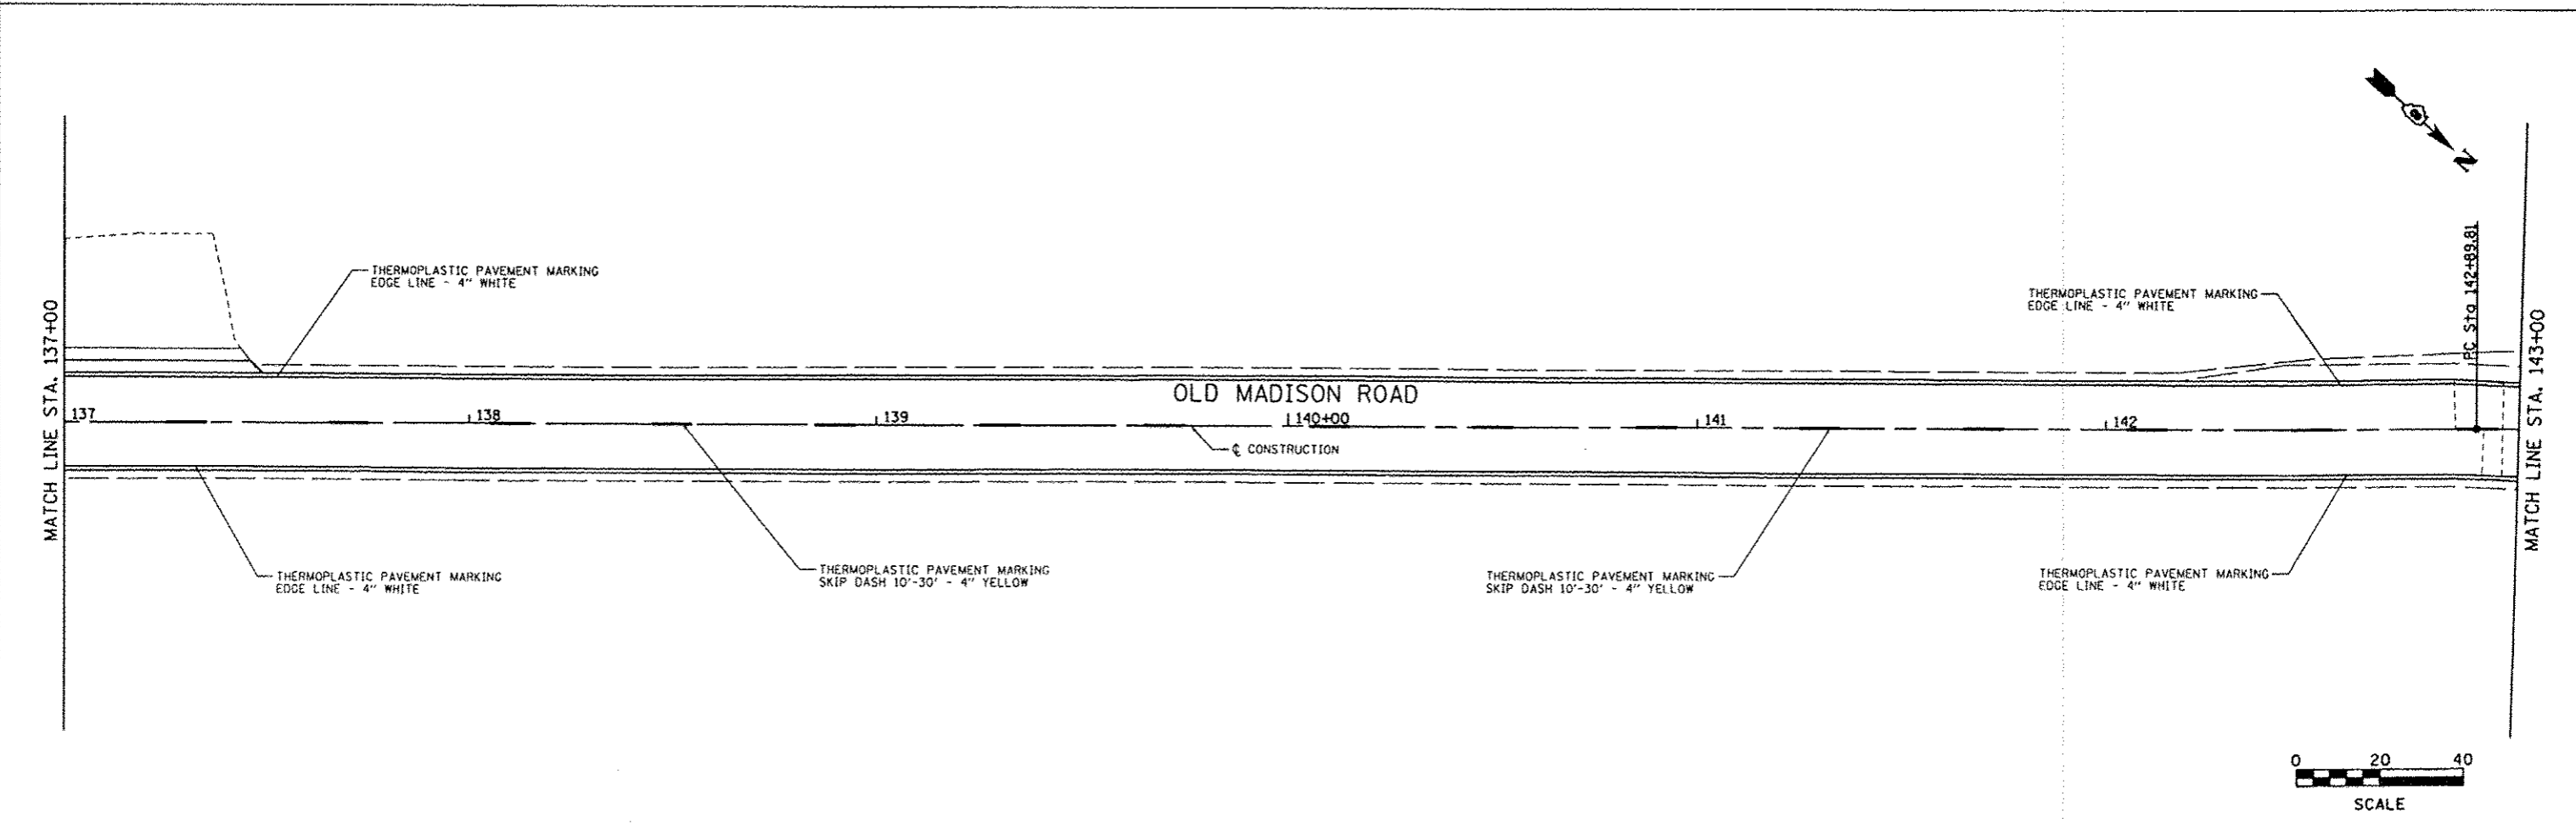 N
PC Sta 142+89.81
THERMOPLASTIC PAVEMENT MARKING
EDGE LINE - 4" WHITE
THERMOPLASTIC PAVEMENT MARKING
EDGE LINE - 4" WHITE
MATCH LINE STA. 137+00
MATCH LINE STA. 143+00
OLD MADISON ROAD
137
138
139
140+00
141
142
℄ CONSTRUCTION
THERMOPLASTIC PAVEMENT MARKING
EDGE LINE - 4" WHITE
THERMOPLASTIC PAVEMENT MARKING
SKIP DASH 10'-30' - 4" YELLOW
THERMOPLASTIC PAVEMENT MARKING
SKIP DASH 10'-30' - 4" YELLOW
THERMOPLASTIC PAVEMENT MARKING
EDGE LINE - 4" WHITE
0 20 40
SCALE